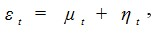 ε_t = μ_t + η_t,